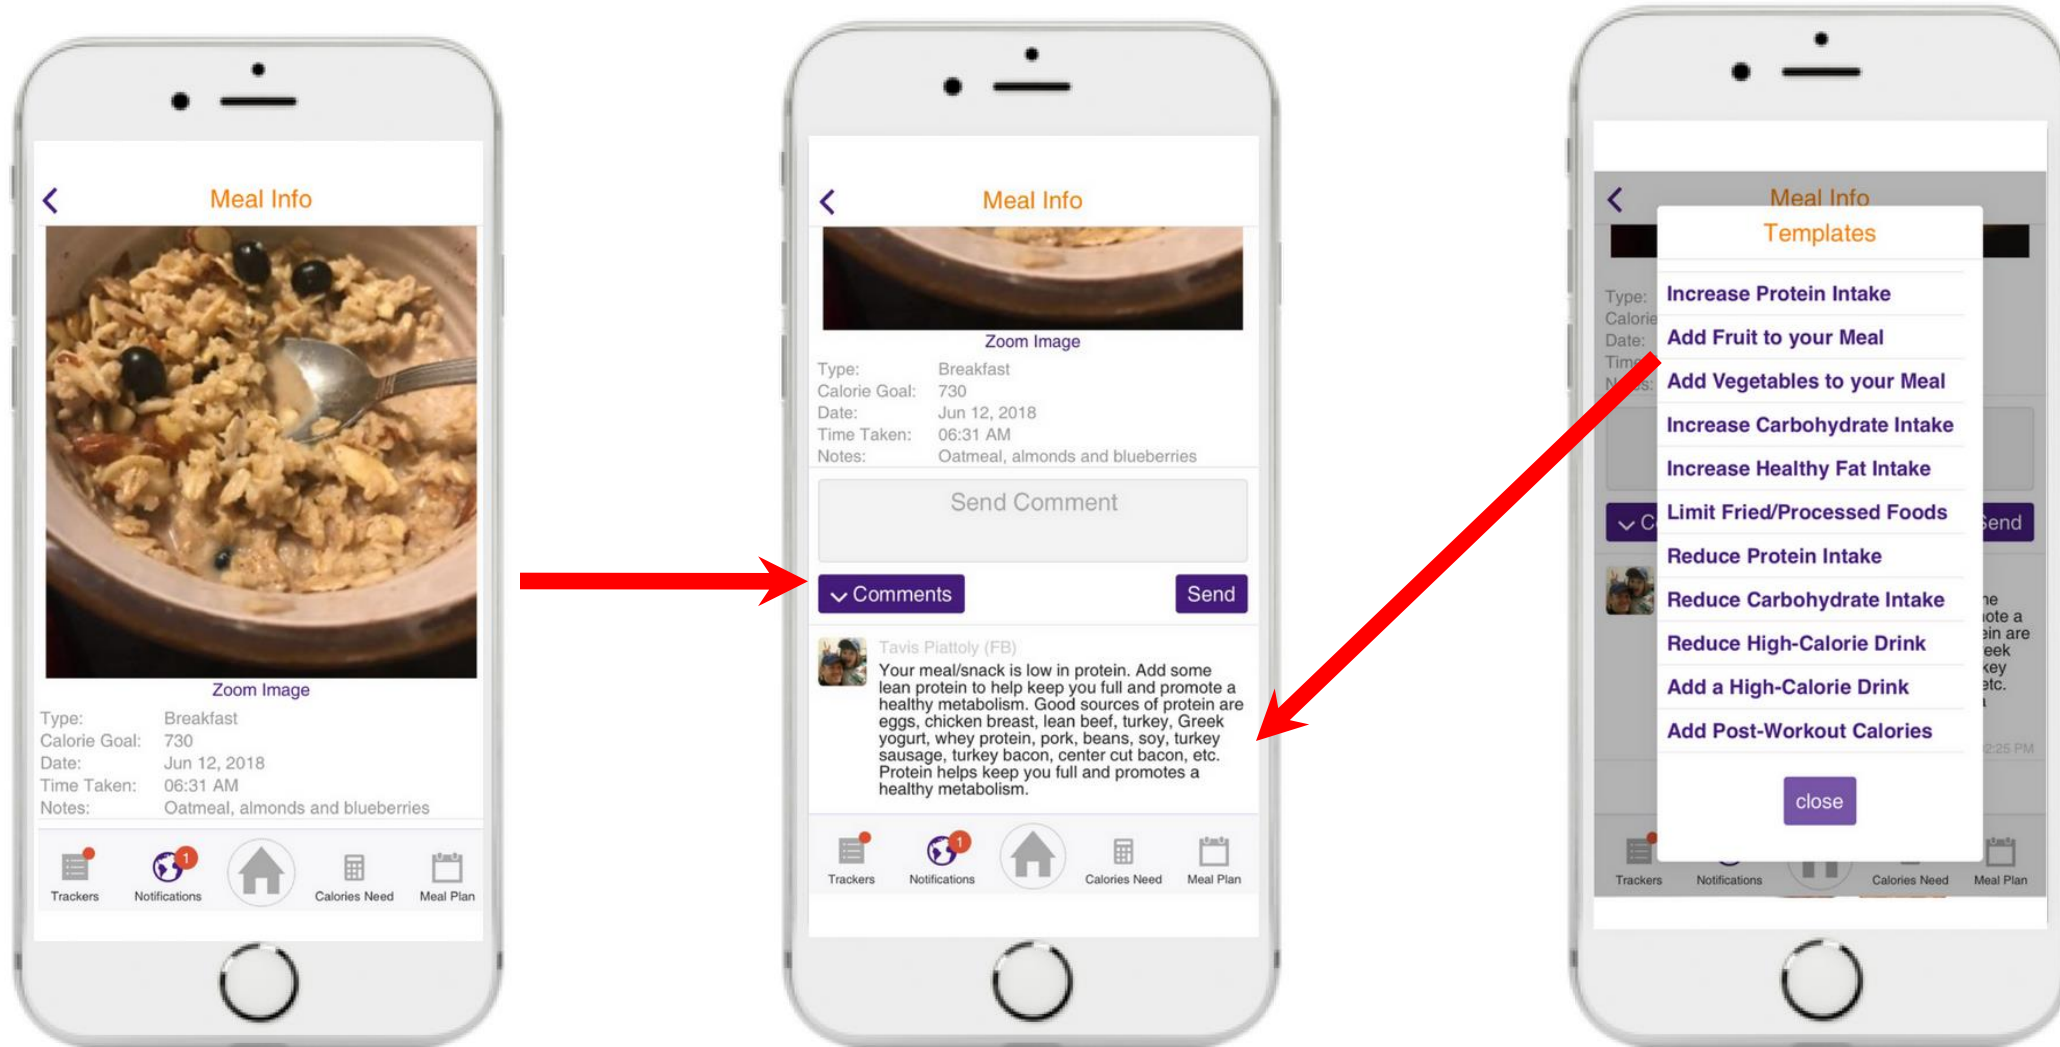 Meal Info
Zoom Image
Type: Breakfast
Calorie Goal: 730
Date: Jun 12, 2018
Time Taken: 06:31 AM
Notes: Oatmeal, almonds and blueberries
1
Trackers Notifications Calories Need Meal Plan
Meal Info
Zoom Image
Type: Breakfast
Calorie Goal: 730
Date: Jun 12, 2018
Time Taken: 06:31 AM
Notes: Oatmeal, almonds and blueberries
Send Comment
Comments Send
Tavis Piattoly (FB)
Your meal/snack is low in protein. Add some
lean protein to help keep you full and promote a
healthy metabolism. Good sources of protein are
eggs, chicken breast, lean beef, turkey, Greek
yogurt, whey protein, pork, beans, soy, turkey
sausage, turkey bacon, center cut bacon, etc.
Protein helps keep you full and promotes a
healthy metabolism.
1
Trackers Notifications Calories Need Meal Plan
Meal Info
Templates
Type:
Calorie
Date:
Increase Protein Intake
Add Fruit to your Meal
Add Vegetables to your Meal
Increase Carbohydrate Intake
Increase Healthy Fat Intake
Limit Fried/Processed Foods
Reduce Protein Intake
Reduce Carbohydrate Intake
Reduce High-Calorie Drink
Add a High-Calorie Drink
Add Post-Workout Calories
close
Send
02:25 PM
Trackers Notifications Calories Need Meal Plan